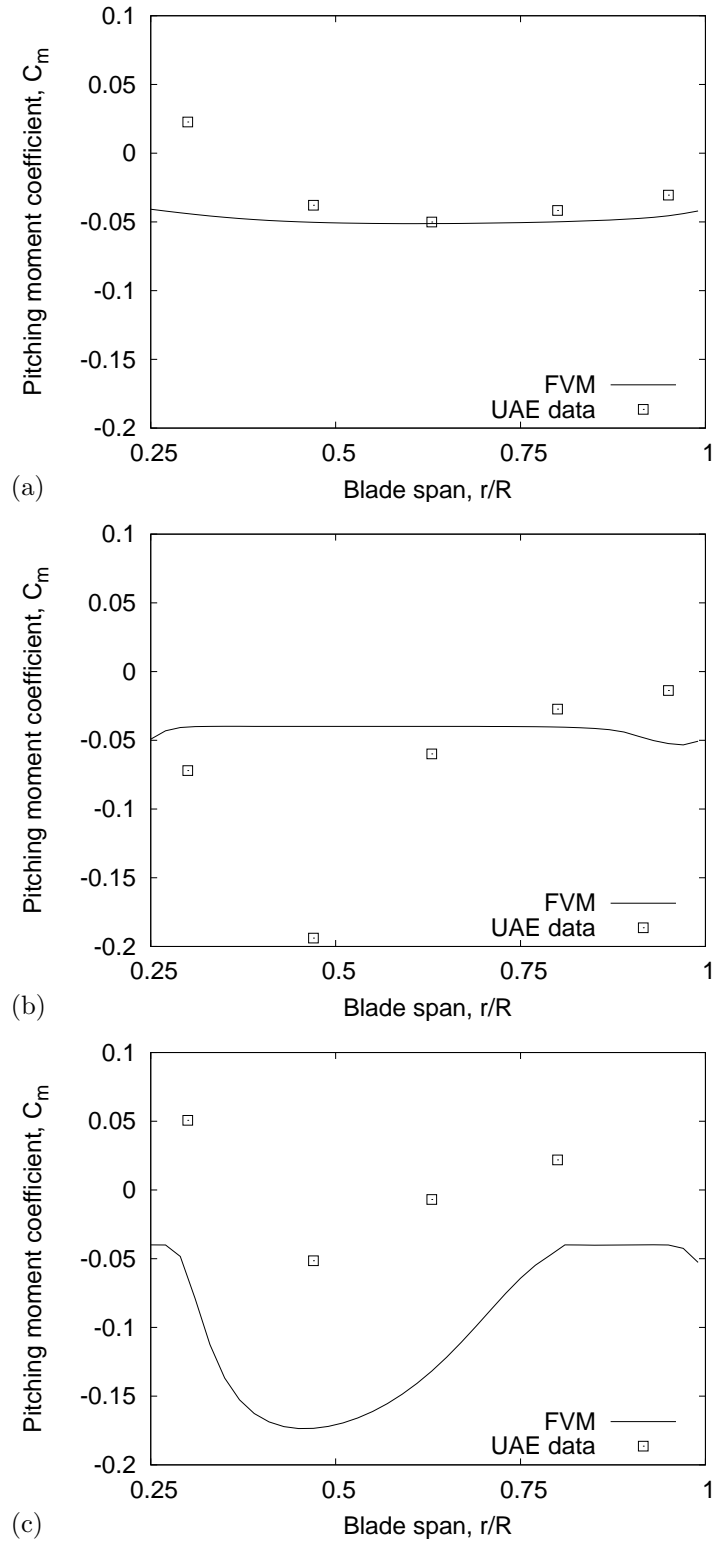 0.1
0.05
0
-0.05
-0.1
-0.15
-0.2
Pitching moment coefficient, Cm
FVM
UAE data
0.25 0.5 0.75 1
Blade span, r/R
(a)
0.1
0.05
0
-0.05
-0.1
-0.15
-0.2
Pitching moment coefficient, Cm
FVM
UAE data
0.25 0.5 0.75 1
Blade span, r/R
(b)
0.1
0.05
0
-0.05
-0.1
-0.15
-0.2
Pitching moment coefficient, Cm
FVM
UAE data
0.25 0.5 0.75 1
Blade span, r/R
(c)